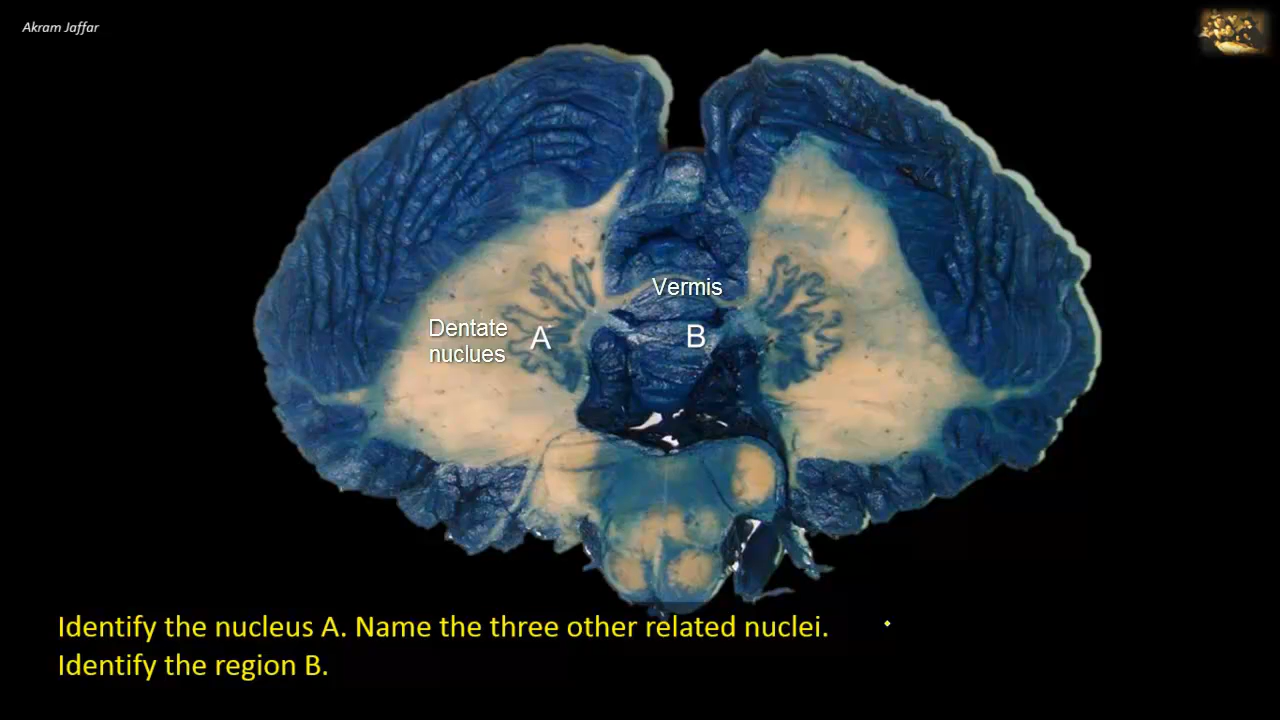 Akram Jaffar
Vermis
Dentate
nuclues
A
B
Identify the nucleus A. Name the three other related nuclei.
Identify the region B.